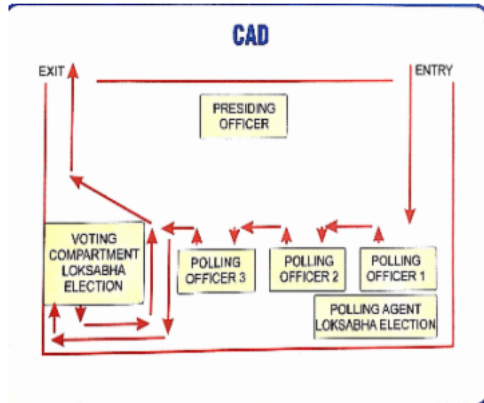 CAD
EXIT
ENTRY
PRESIDING
OFFICER
VOTING
COMPARTMENT
LOKSABHA
ELECTION
POLLING
OFFICER 3
POLLING
OFFICER 2
POLLING
OFFICER 1
POLLING AGENT
LOKSABHA ELECTION